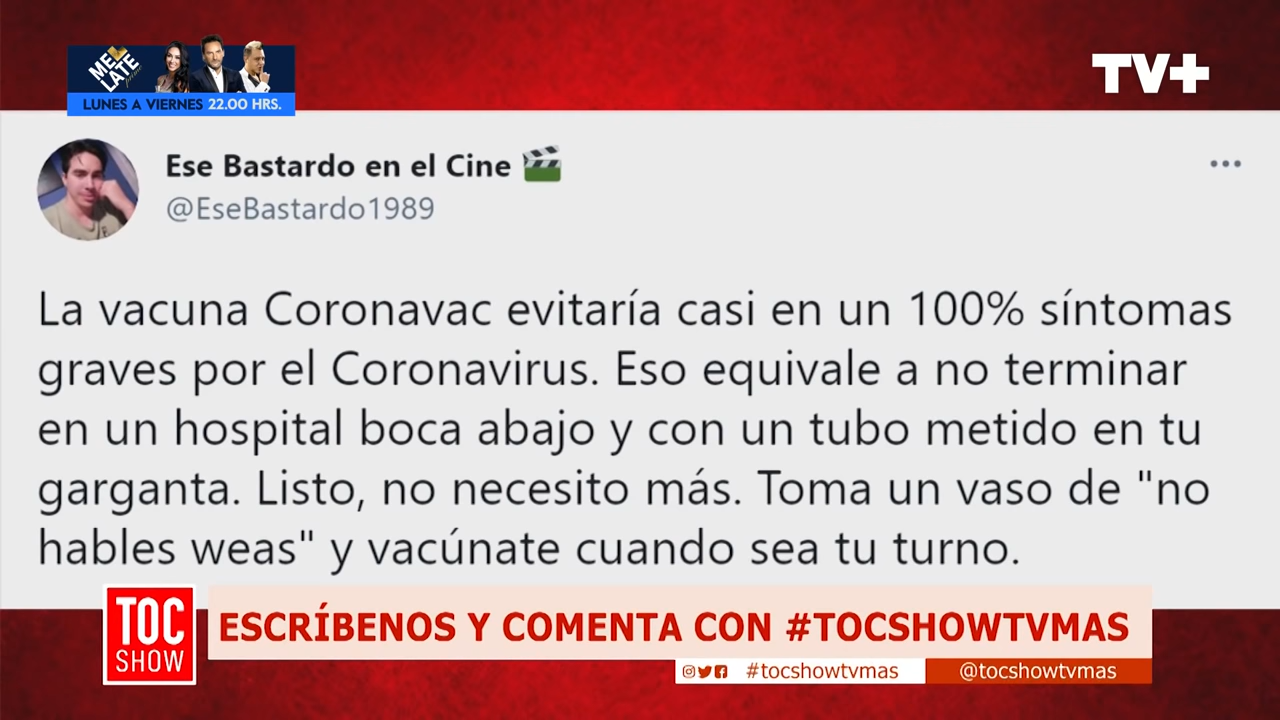 ME
LATE
LUNES A VIERNES 22.00 HRS.
TV+
Ese Bastardo en el Cine
@EseBastardo1989
La vacuna Coronavac evitaría casi en un 100% síntomas
graves por el Coronavirus. Eso equivale a no terminar
en un hospital boca abajo y con un tubo metido en tu
garganta. Listo, no necesito más. Toma un vaso de "no
hables weas" y vacúnate cuando sea tu turno.
TOC
SHOW
ESCRÍBENOS Y COMENTA CON #TOCSHOWTVMAS
#tocshowtvmas
@tocshowtvmas